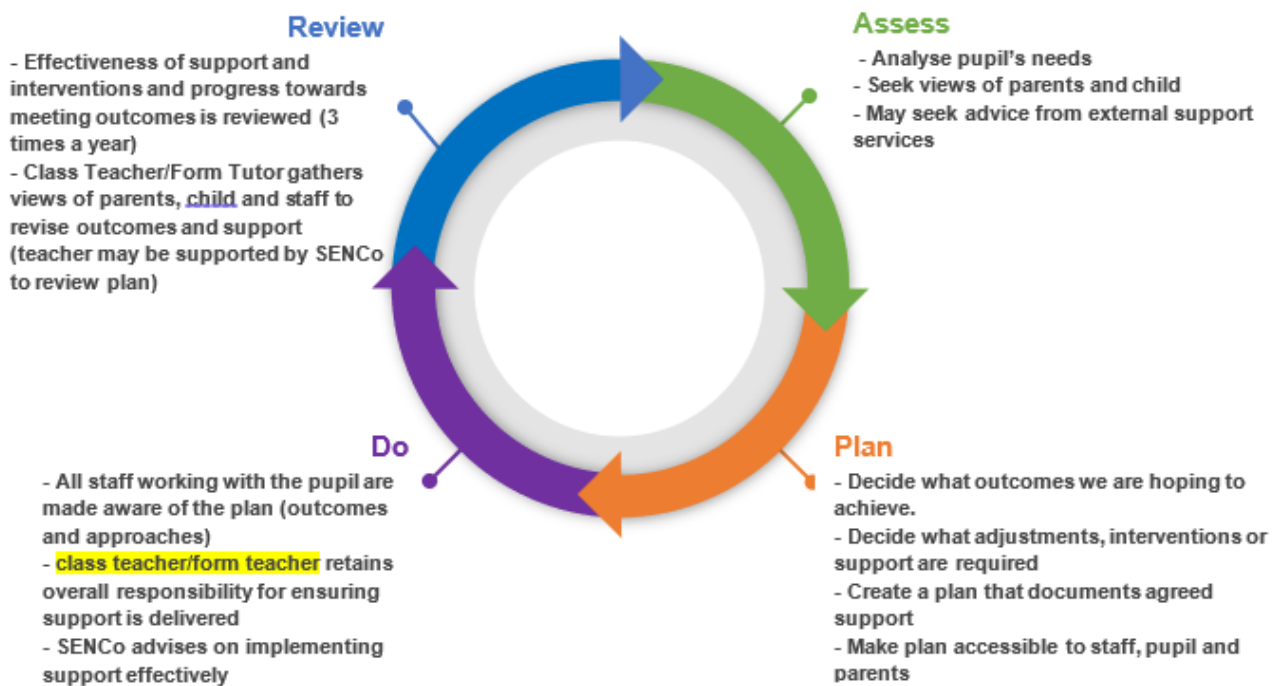 Review
- Effectiveness of support and
interventions and progress towards
meeting outcomes is reviewed (3
times a year)
- Class Teacher/Form Tutor gathers
views of parents, child and staff to
revise outcomes and support
(teacher may be supported by SENCo
to review plan)
Assess
- Analyse pupil's needs
- Seek views of parents and child
- May seek advice from external support
services
Do
- All staff working with the pupil are
made aware of the plan (outcomes
and approaches)
- class teacher/form teacher retains
overall responsibility for ensuring
support is delivered
- SENCo advises on implementing
support effectively
Plan
- Decide what outcomes we are hoping to
achieve.
- Decide what adjustments, interventions or
support are required
- Create a plan that documents agreed
support
- Make plan accessible to staff, pupil and
parents